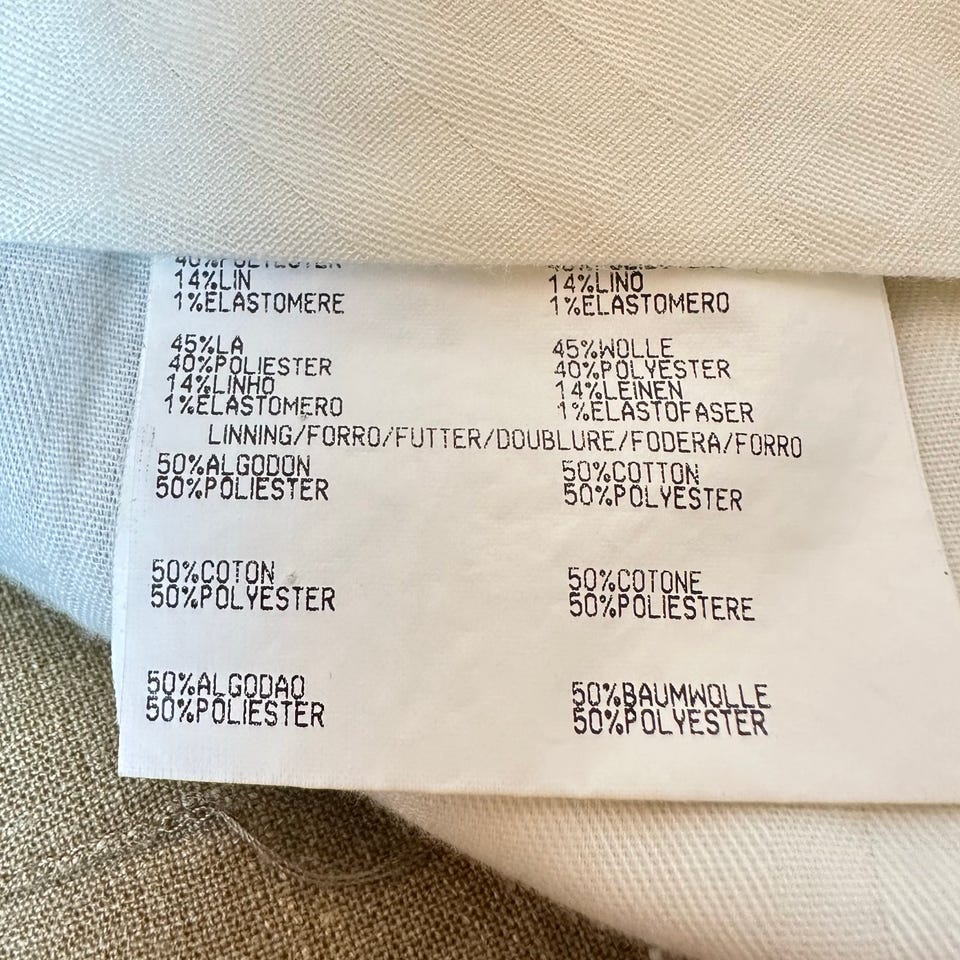 14%LIN 14%LINO
1%ELASTOMERE 1%ELASTOMERO
45%LA 45%WOLLE
40%POLIESTER 40%POLYESTER
14%LINHO 14%LEINEN
1%ELASTOMERO 1%ELASTOFASER
LINNING/FORRO/FUTTER/DOUBLURE/FODERA/FORRO
50%ALGODON 50%COTTON
50%POLIESTER 50%POLYESTER
50%COTON 50%COTONE
50%POLYESTER 50%POLIESTERE
50%ALGODAO 50%BAUMWOLLE
50%POLIESTER 50%POLYESTER